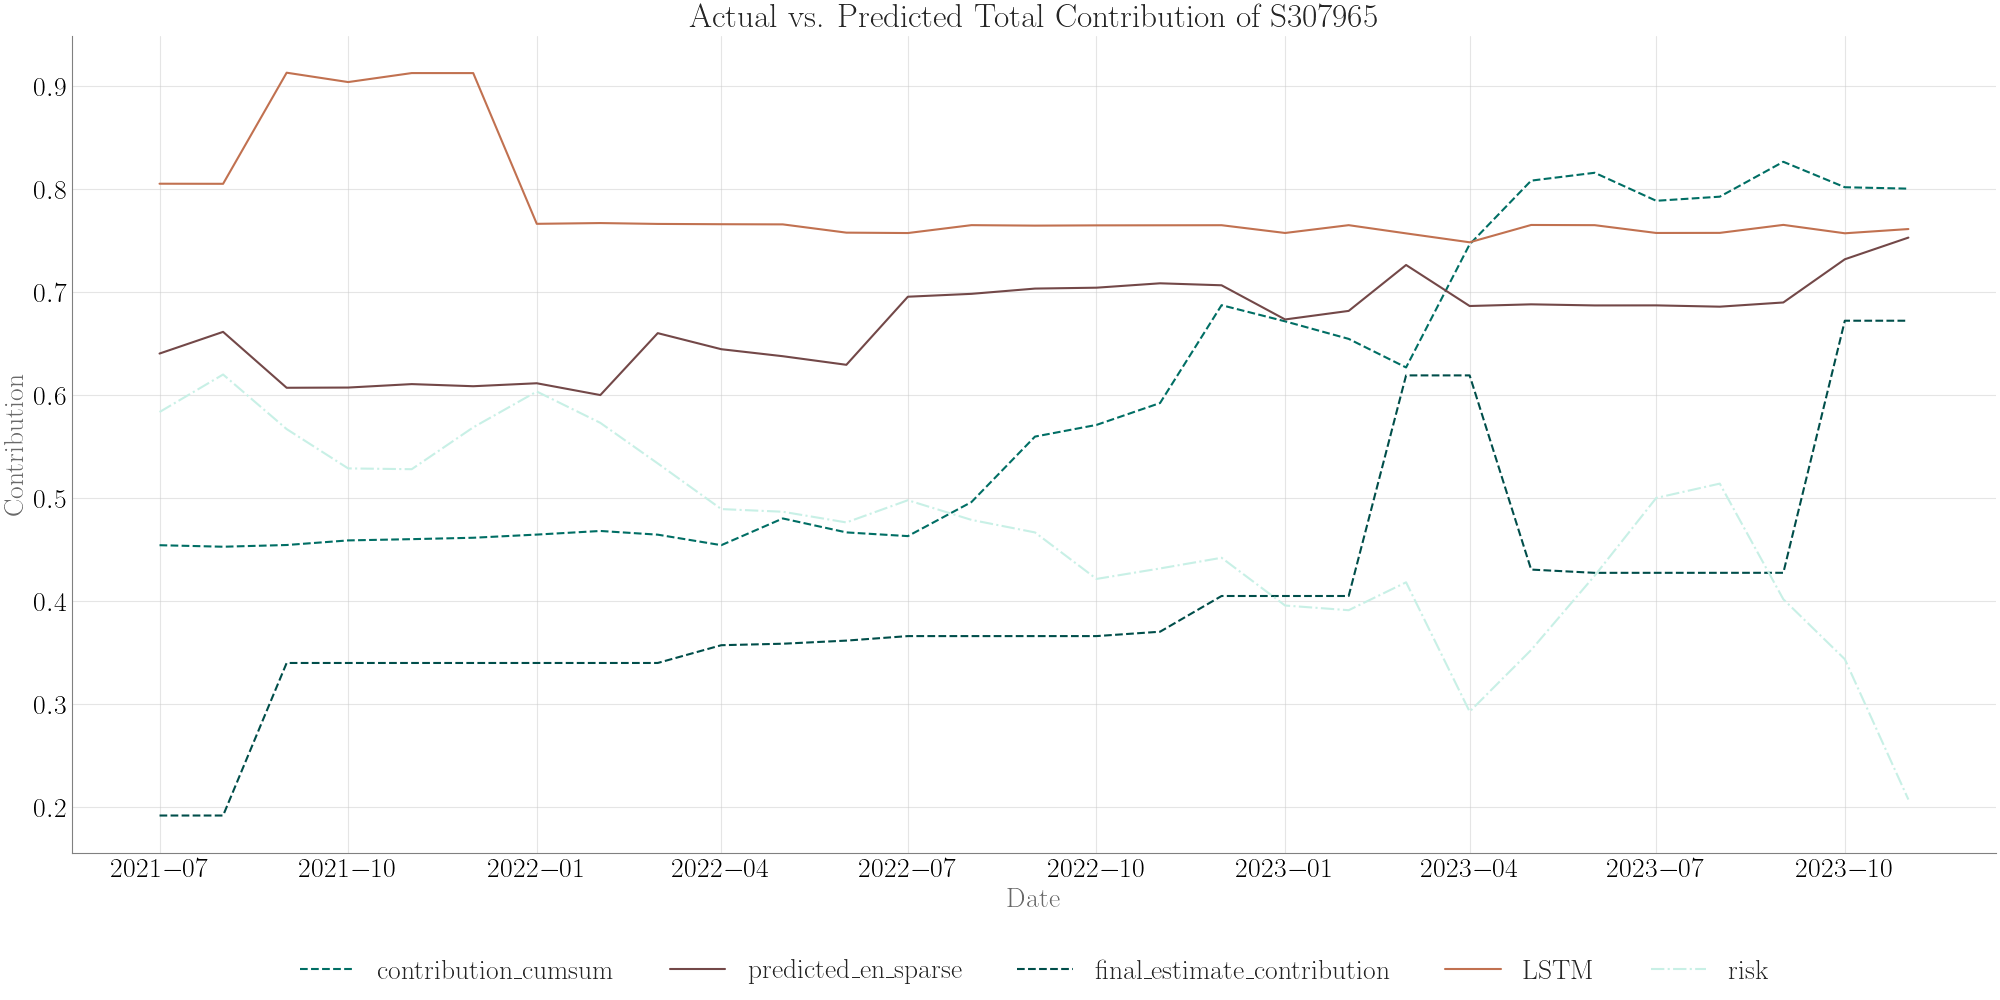 Actual vs. Predicted Total Contribution of S307965
Contribution
0.9
0.8
0.7
0.6
0.5
0.4
0.3
0.2
2021–07 2021–10 2022–01 2022–04 2022–07 2022–10 2023–01 2023–04 2023–07 2023–10
Date
contribution_cumsum predicted_en_sparse final_estimate_contribution LSTM risk